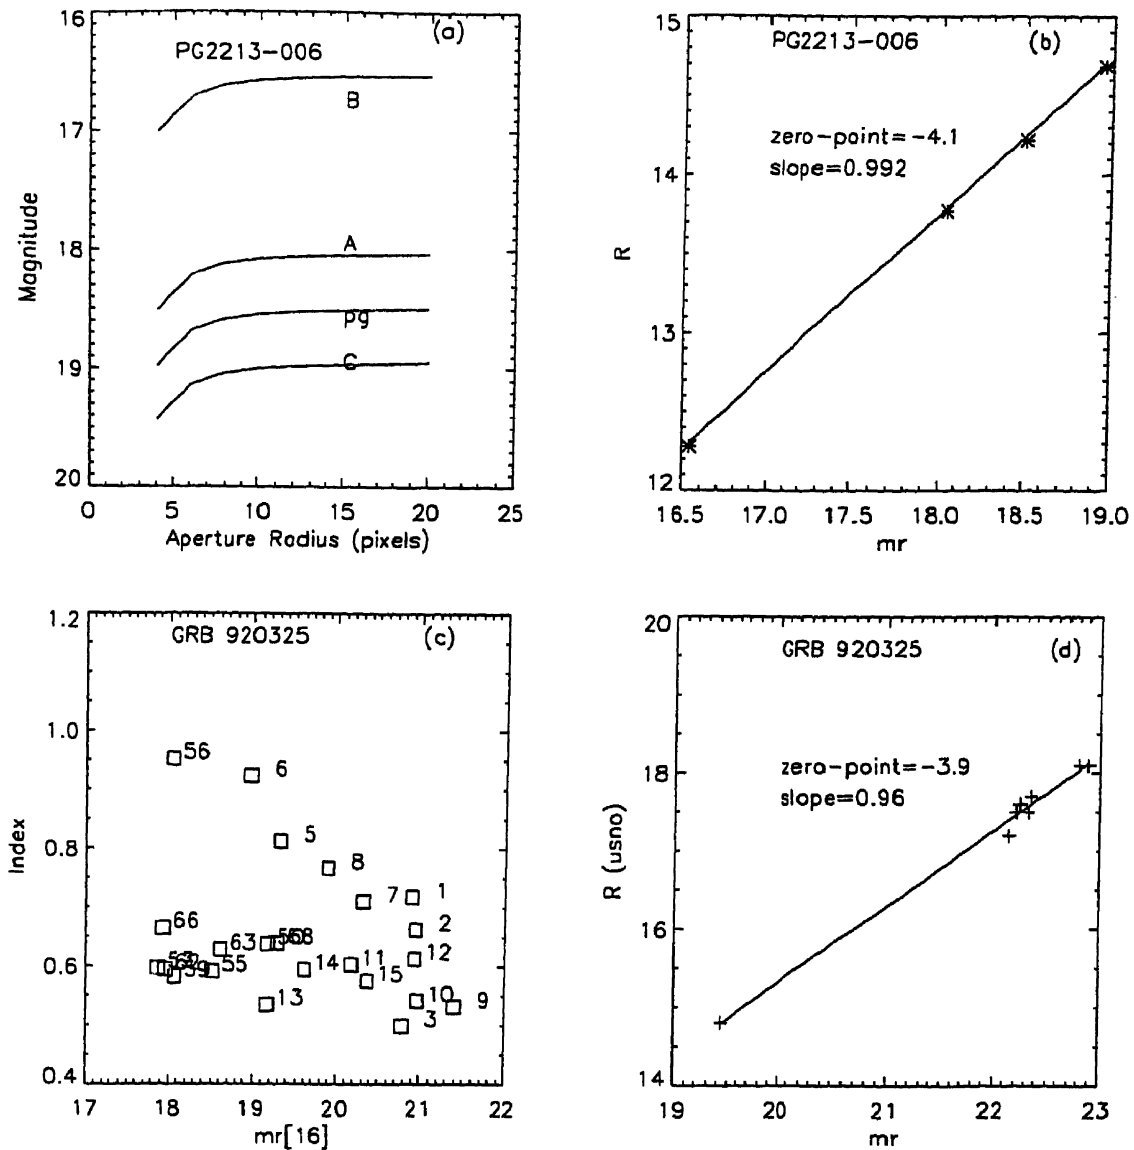 (a)
PG2213-006
B
A
pg
C
Magnitude
16
17
18
19
20
0 5 10 15 20 25
Aperture Radius (pixels)
(b)
PG2213-006
zero-point=-4.1
slope=0.992
R
15
14
13
12
16.5 17.0 17.5 18.0 18.5 19.0
mr
GRB 920325
(c)
56
6
5
8
7
1
2
66
63
12
55
14
11
15
13
10
9
3
Index
1.2
1.0
0.8
0.6
0.4
17 18 19 20 21 22
mr[16]
GRB 920325
(d)
zero-point=-3.9
slope=0.96
R (usno)
20
18
16
14
19 20 21 22 23
mr